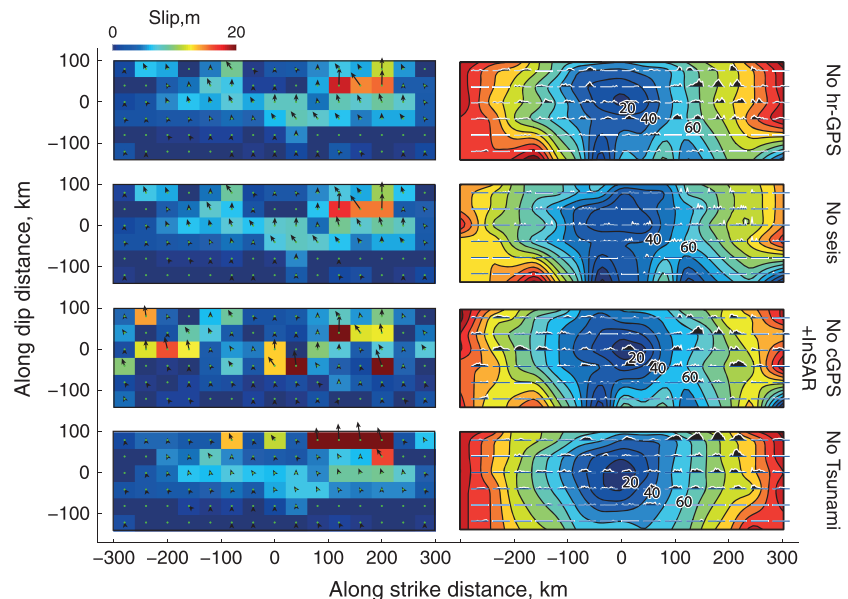 Slip,m
0 20
100
0
−100
20
40
60
No hr-GPS
100
0
−100
40
60
No seis
100
0
−100
20
40
60
No cGPS
+InSAR
100
0
−100
20
40
60
No Tsunami
Along dip distance, km
−300 −200 −100 0 100 200 300
−200 −100 0 100 200 300
Along strike distance, km